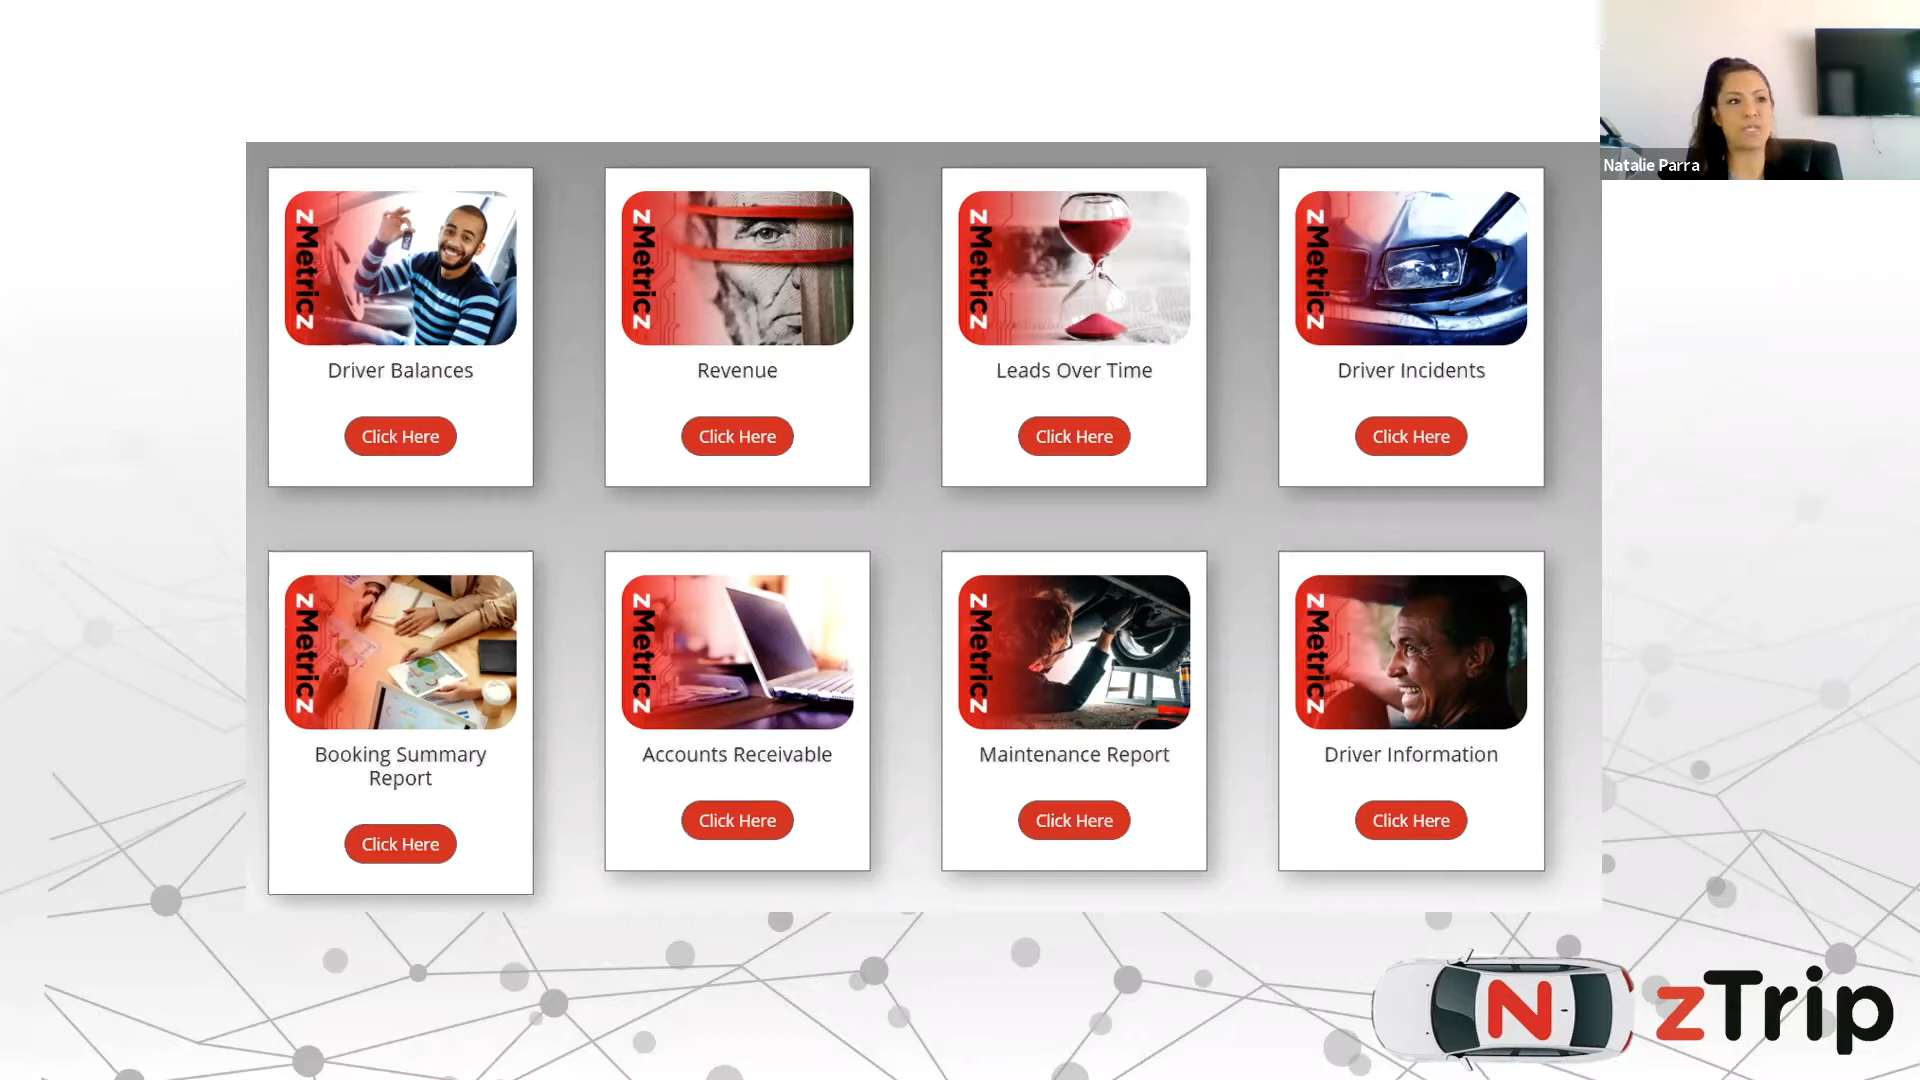 Natalie Parra
zMetricz
zMetricz
zMetricz
zMetricz
Driver Balances
Revenue
Leads Over Time
Driver Incidents
Click Here
Click Here
Click Here
Click Here
zMetricz
zMetricz
zMetricz
zMetricz
Booking Summary
Report
Accounts Receivable
Maintenance Report
Driver Information
Click Here
Click Here
Click Here
Click Here
N
zTrip